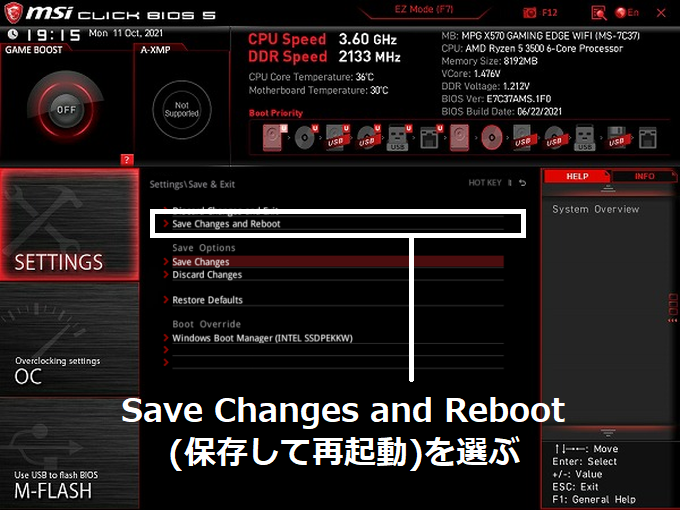 msi CLICK BIOS 5
EZ Mode (F7)
F12
En
X
19:15 Mon 11 Oct, 2021
GAME BOOST
A-XMP
OFF
Not
Supported
?
CPU Speed 3.60 GHz
DDR Speed 2133 MHz
CPU Core Temperature: 36°C
Motherboard Temperature: 30°C
MB: MPG X570 GAMING EDGE WIFI (MS-7C37)
CPU: AMD Ryzen 5 3500 6-Core Processor
Memory Size: 8192MB
VCore: 1.476V
DDR Voltage: 1.212V
BIOS Ver: E7C37AMS.1F0
BIOS Build Date: 06/22/2021
Boot Priority
U U U U U
USB USB USB USB USB USB USB
SETTINGS
Overclocking settings
OC
Use USB to flash BIOS
M-FLASH
Settings\Save & Exit
HOT KEY
Discard Changes and Exit
Save Changes and Reboot
Save Options
Save Changes
Discard Changes
Restore Defaults
Boot Override
Windows Boot Manager (INTEL SSDPEKKW)
HELP
INFO
System Overview
↑↓→←: Move
Enter: Select
+/-: Value
ESC: Exit
F1: General Help
Save Changes and Reboot
(保存して再起動)を選ぶ